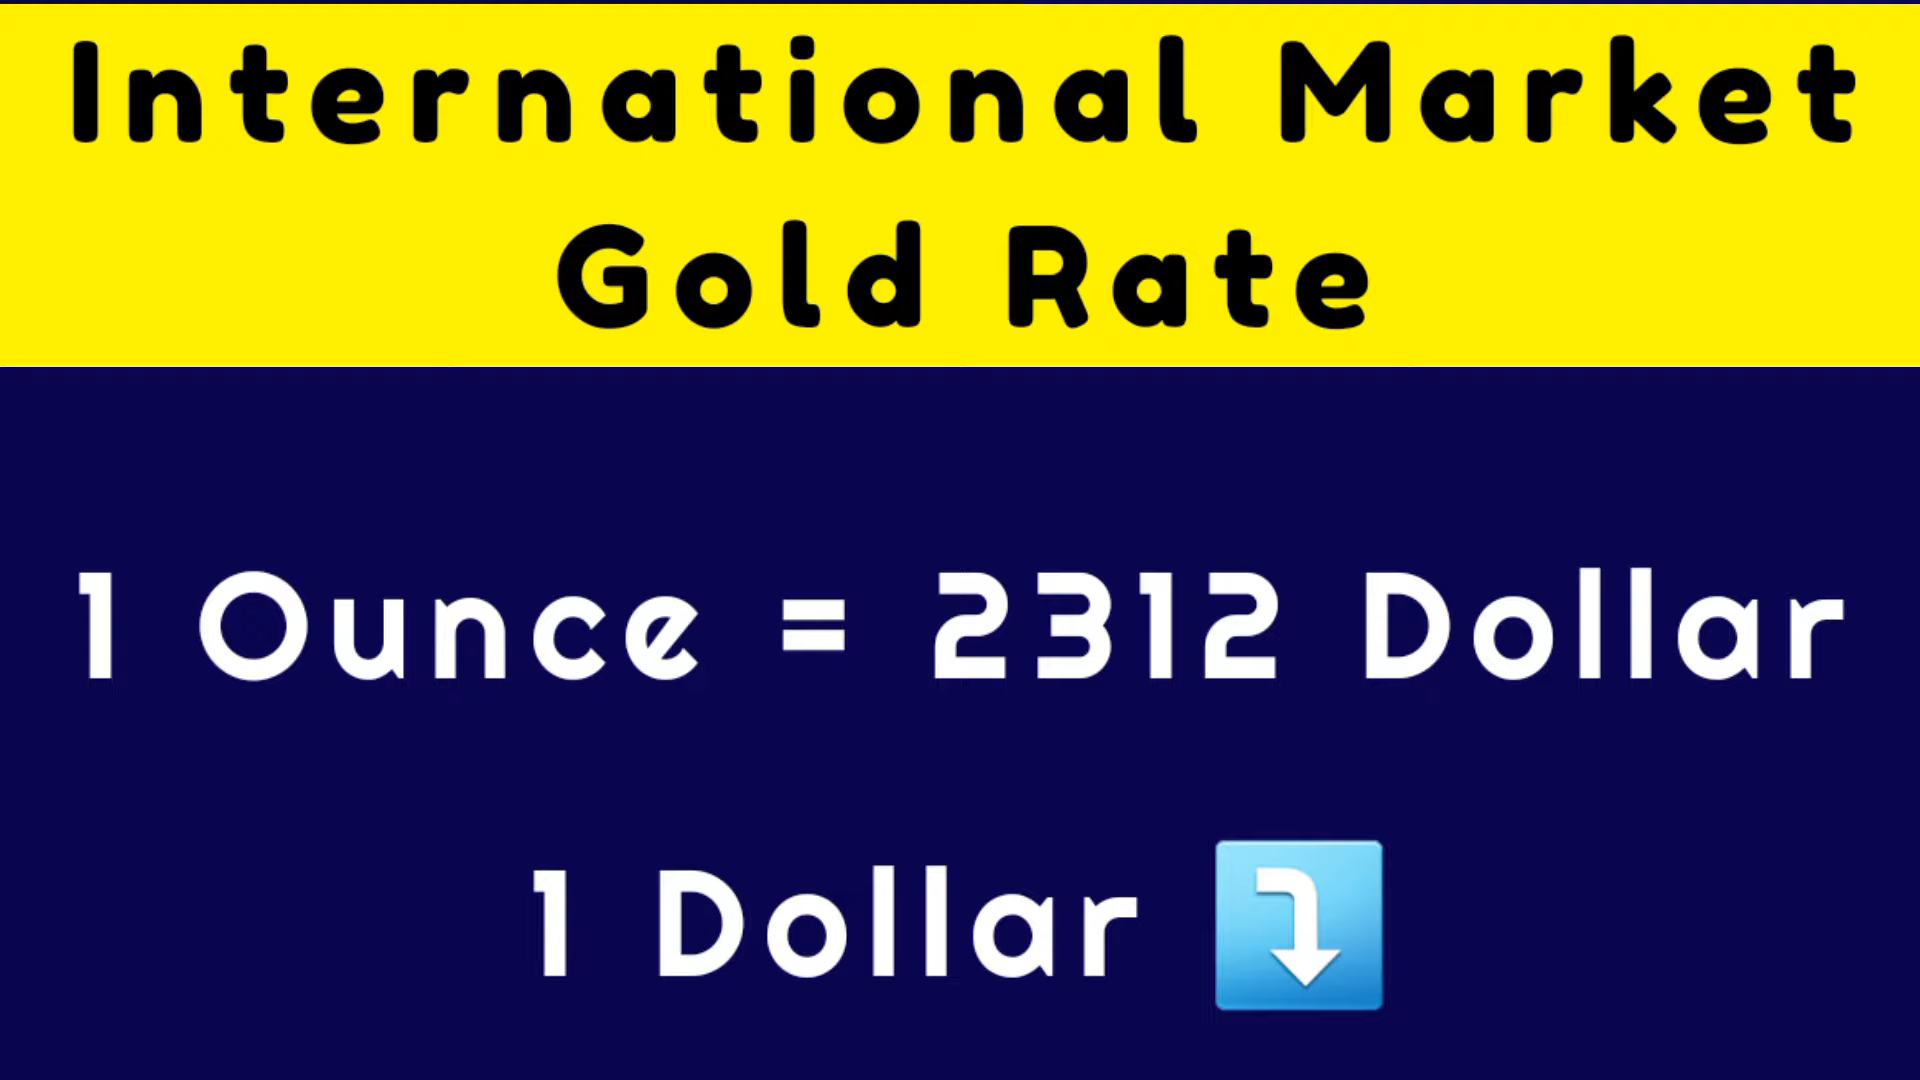 International Market
Gold Rate
1 Ounce = 2312 Dollar
1 Dollar ⤵️